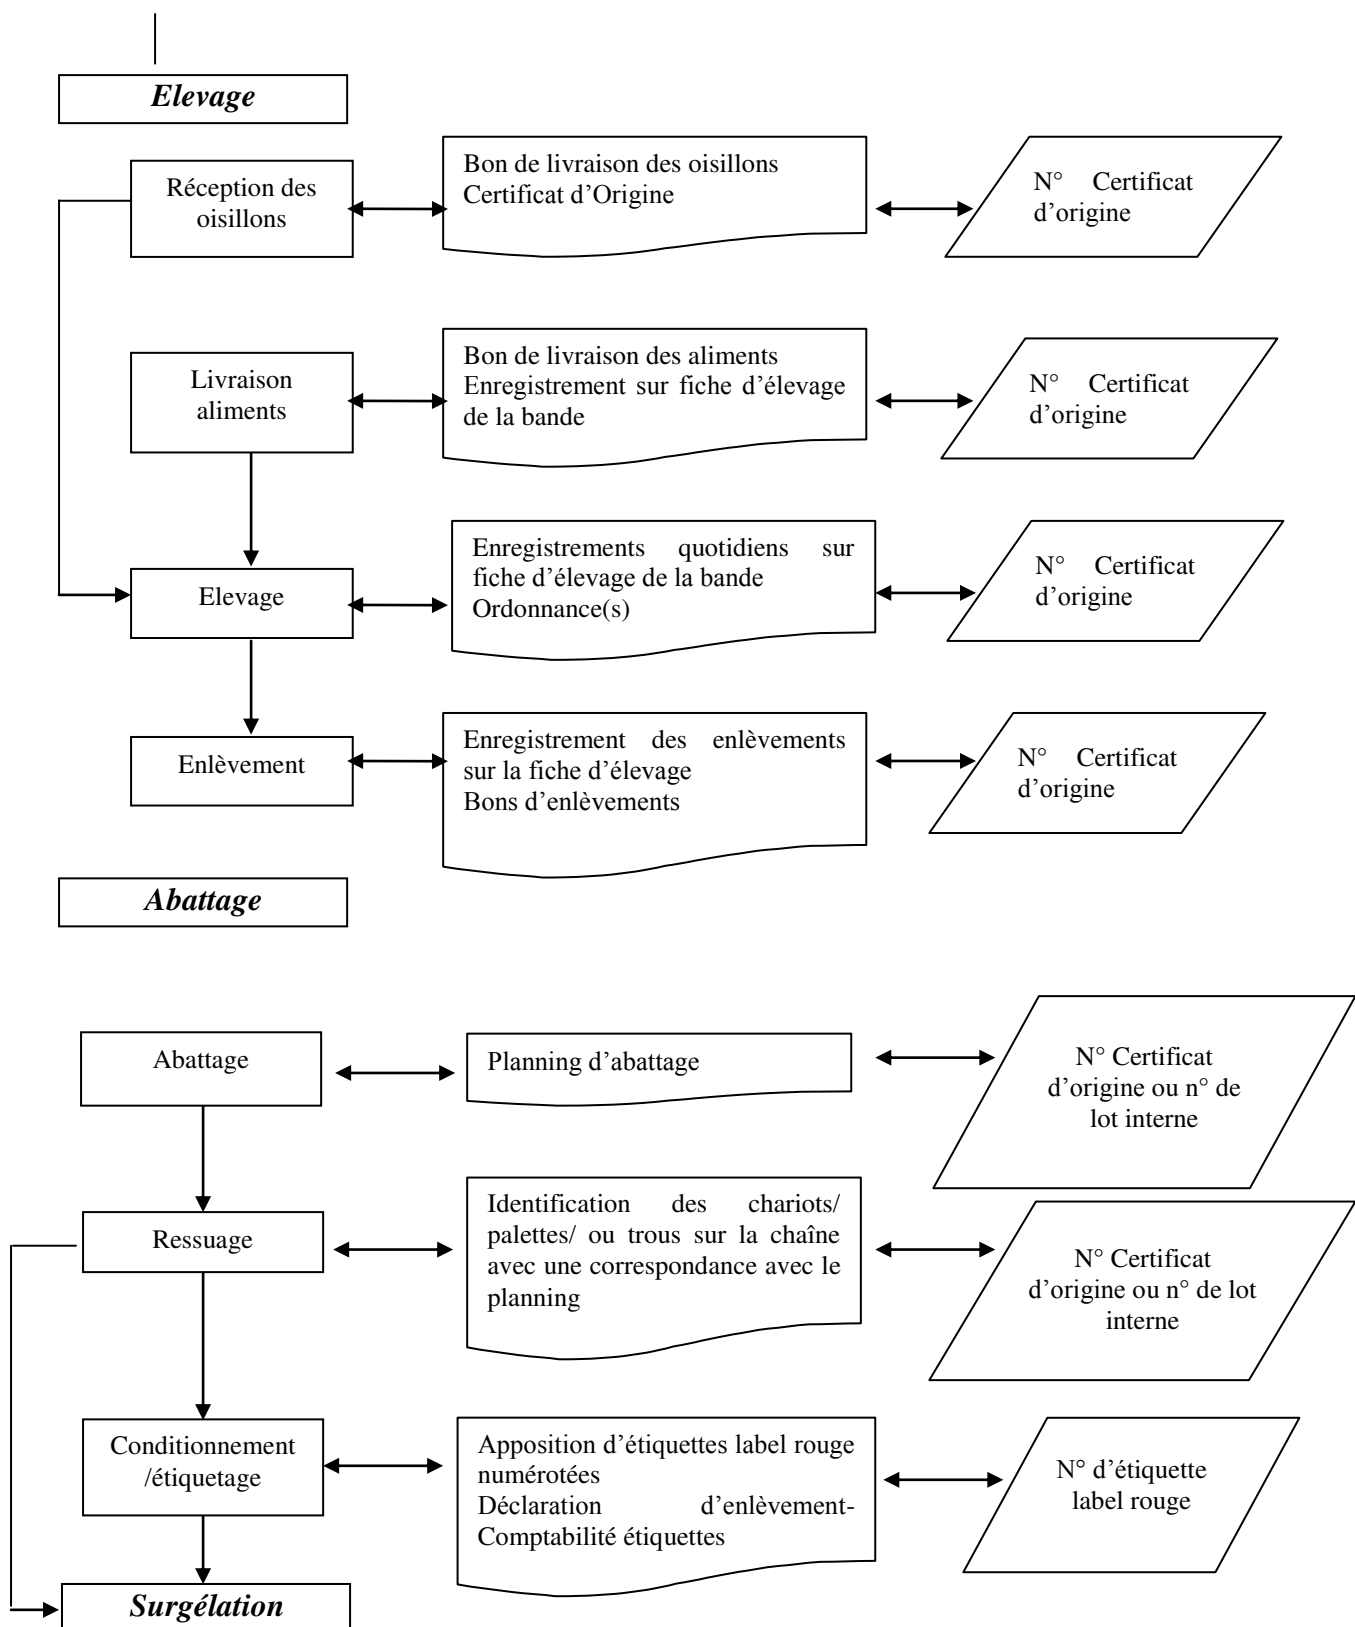 Elevage
Réception des
oisillons
Bon de livraison des oisillons
Certificat d’Origine
N° Certificat
d’origine
Livraison
aliments
Bon de livraison des aliments
Enregistrement sur fiche d’élevage
de la bande
N° Certificat
d’origine
Elevage
Enregistrements quotidiens sur
fiche d’élevage de la bande
Ordonnance(s)
N° Certificat
d’origine
Enlèvement
Enregistrement des enlèvements
sur la fiche d’élevage
Bons d’enlèvements
N° Certificat
d’origine
Abattage
Abattage
Planning d’abattage
N° Certificat
d’origine ou n° de
lot interne
Ressuage
Identification des chariots/
palettes/ ou trous sur la chaîne
avec une correspondance avec le
planning
N° Certificat
d’origine ou n° de lot
interne
Conditionnement
/étiquetage
Apposition d’étiquettes label rouge
numérotées
Déclaration d’enlèvement-
Comptabilité étiquettes
N° d’étiquette
label rouge
Surgélation